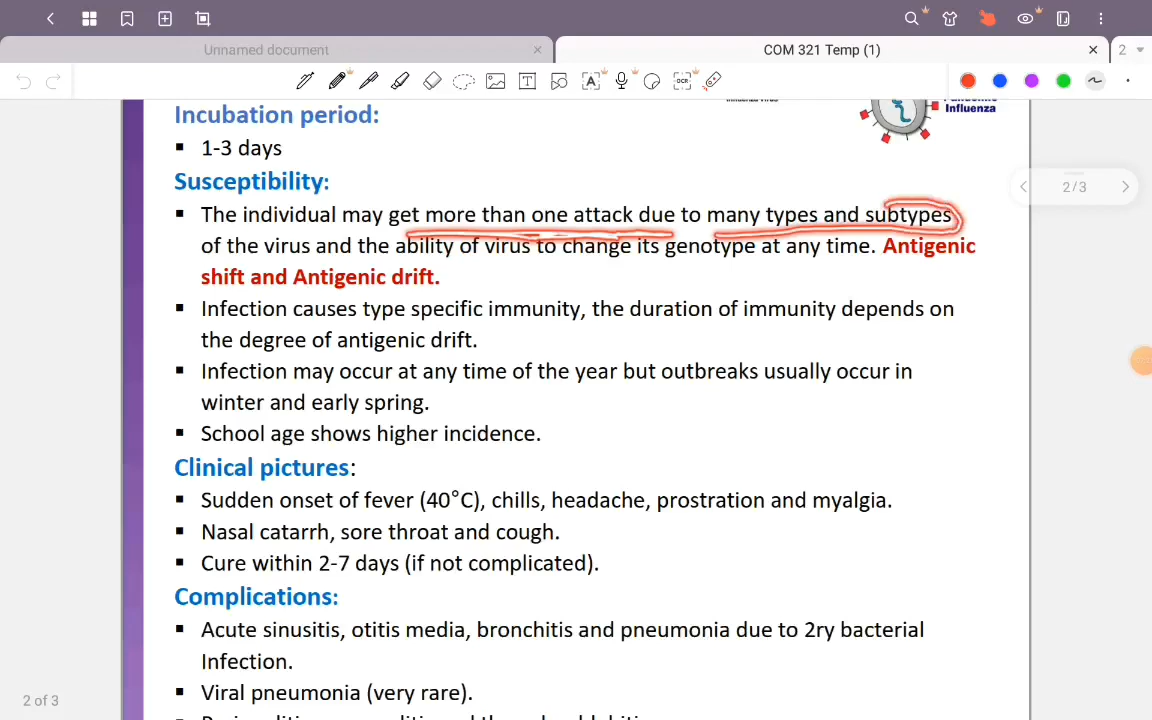 Unnamed document
COM 321 Temp (1)
2
Influenza
Incubation period:
2/3
▪ 1-3 days
Susceptibility:
▪ The individual may get more than one attack due to many types and subtypes
of the virus and the ability of virus to change its genotype at any time. Antigenic
shift and Antigenic drift.
▪ Infection causes type specific immunity, the duration of immunity depends on
the degree of antigenic drift.
▪ Infection may occur at any time of the year but outbreaks usually occur in
winter and early spring.
▪ School age shows higher incidence.
Clinical pictures:
▪ Sudden onset of fever (40°C), chills, headache, prostration and myalgia.
▪ Nasal catarrh, sore throat and cough.
▪ Cure within 2-7 days (if not complicated).
Complications:
▪ Acute sinusitis, otitis media, bronchitis and pneumonia due to 2ry bacterial
Infection.
▪ Viral pneumonia (very rare).
2 of 3